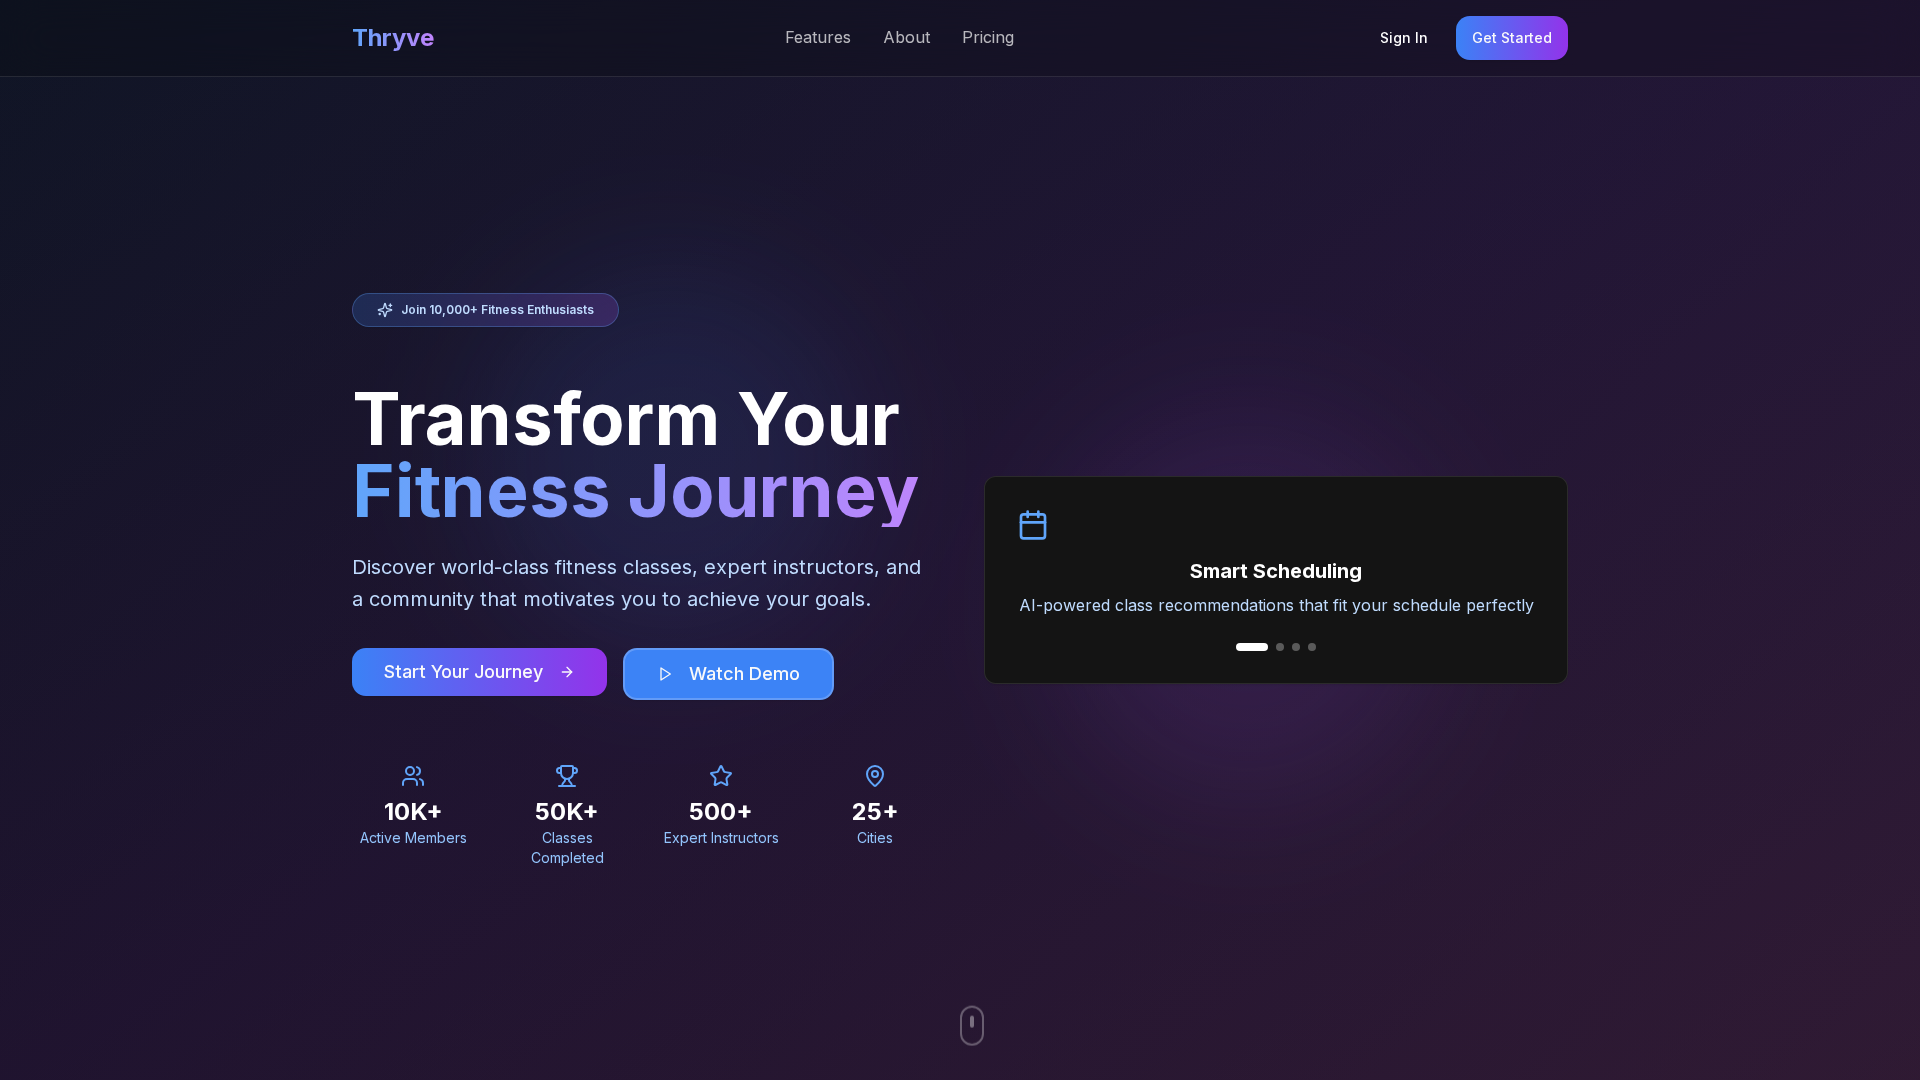 Thryve
Features
About
Pricing
Sign In
Get Started
Join 10,000+ Fitness Enthusiasts
Transform Your
Fitness Journey
Discover world-class fitness classes, expert instructors, and
a community that motivates you to achieve your goals.
Start Your Journey
Watch Demo
10K+
Active Members
50K+
Classes
Completed
500+
Expert Instructors
25+
Cities
Smart Scheduling
AI-powered class recommendations that fit your schedule perfectly